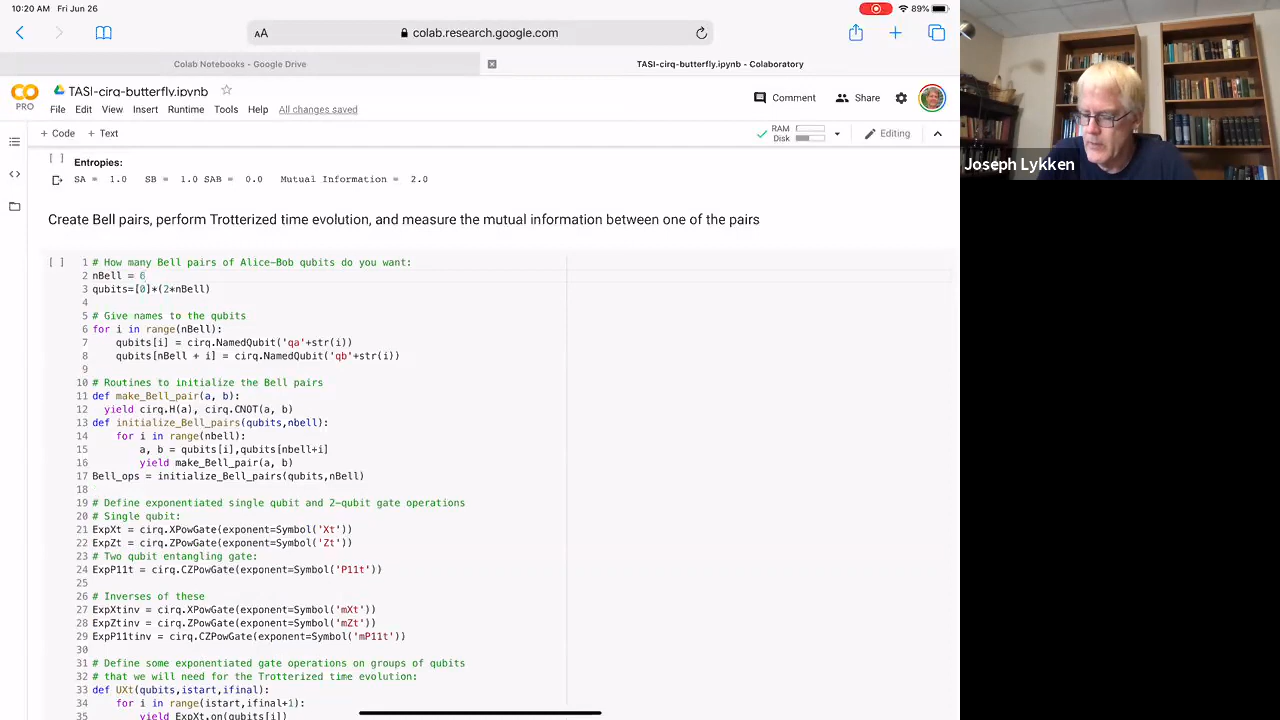 10:20 AM Fri Jun 26
89%
AA
colab.research.google.com
Colab Notebooks - Google Drive
TASI-cirq-butterfly.ipynb - Colaboratory
CO
PRO
TASI-cirq-butterfly.ipynb
File Edit View Insert Runtime Tools Help All changes saved
Comment
Share
+ Code + Text
RAM
Disk
Editing
[ ] Entropies:
SA = 1.0 SB = 1.0 SAB = 0.0 Mutual Information = 2.0
Create Bell pairs, perform Trotterized time evolution, and measure the mutual information between one of the pairs
[ ] 1 # How many Bell pairs of Alice-Bob qubits do you want:
2 nBell = 6
3 qubits=[0]*(2*nBell)
4
5 # Give names to the qubits
6 for i in range(nBell):
7 qubits[i] = cirq.NamedQubit('qa'+str(i))
8 qubits[nBell + i] = cirq.NamedQubit('qb'+str(i))
9
10 # Routines to initialize the Bell pairs
11 def make_Bell_pair(a, b):
12 yield cirq.H(a), cirq.CNOT(a, b)
13 def initialize_Bell_pairs(qubits,nbell):
14 for i in range(nbell):
15 a, b = qubits[i],qubits[nbell+i]
16 yield make_Bell_pair(a, b)
17 Bell_ops = initialize_Bell_pairs(qubits,nBell)
18
19 # Define exponentiated single qubit and 2-qubit gate operations
20 # Single qubit:
21 ExpXt = cirq.XPowGate(exponent=Symbol('Xt'))
22 ExpZt = cirq.ZPowGate(exponent=Symbol('Zt'))
23 # Two qubit entangling gate:
24 ExpP11t = cirq.CZPowGate(exponent=Symbol('P11t'))
25
26 # Inverses of these
27 ExpXtinv = cirq.XPowGate(exponent=Symbol('mXt'))
28 ExpZtinv = cirq.ZPowGate(exponent=Symbol('mZt'))
29 ExpP11tinv = cirq.CZPowGate(exponent=Symbol('mP11t'))
30
31 # Define some exponentiated gate operations on groups of qubits
32 # that we will need for the Trotterized time evolution:
33 def UXt(qubits,istart,ifinal):
34 for i in range(istart,ifinal+1):
35 yield ExpXt.on(qubits[i])
Joseph Lykken